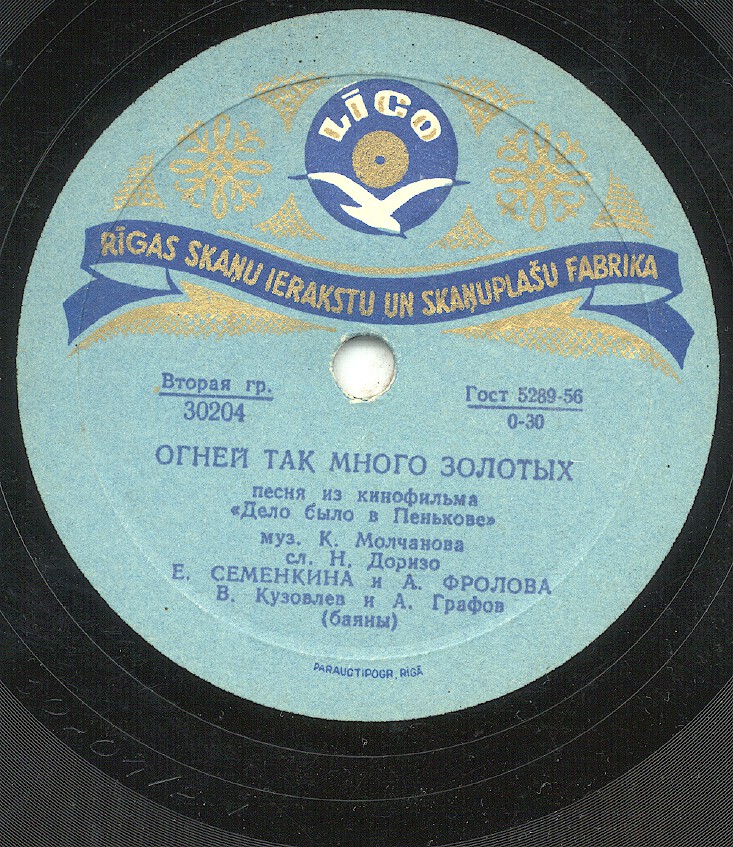 LĪGO
RĪGAS SKAŅU IERAKSTU UN SKAŅUPLAŠU FABRIKA
Вторая гр.
30204
Гост 5289-56
0-30
ОГНЕЙ ТАК МНОГО ЗОЛОТЫХ
песня из кинофильма
«Дело было в Пенькове»
муз. К. Молчанова
сл. Н. Доризо
Е. СЕМЕНКИНА и А. ФРОЛОВА
В. Кузовлев и А. Графов
(баяны)
PARAUGTIPOGR. RĪGĀ